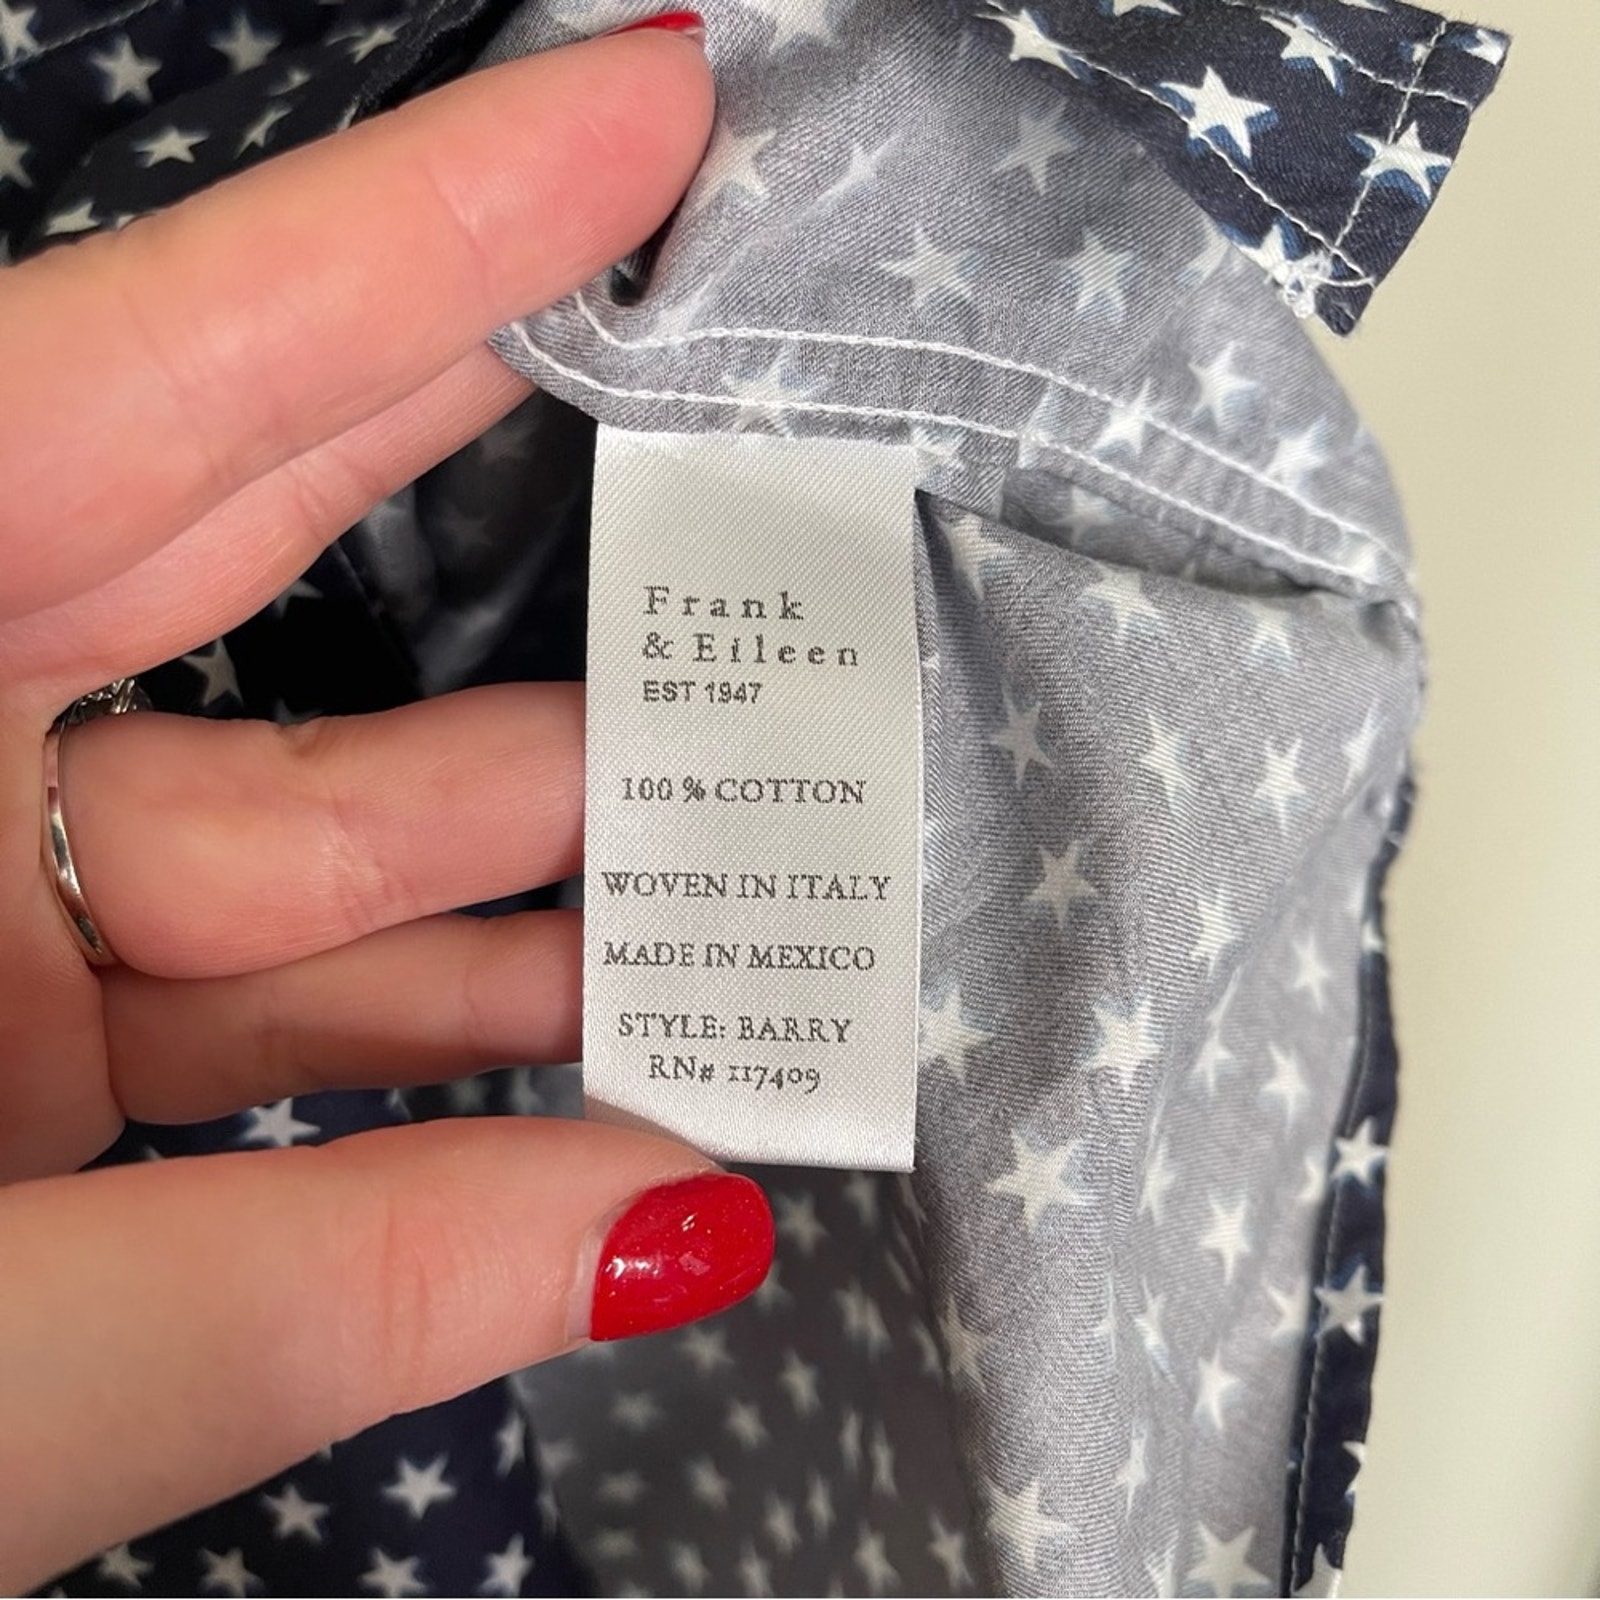 Frank
& Eileen
EST 1947
100 % COTTON
WOVEN IN ITALY
MADE IN MEXICO
STYLE: BARRY
RN# 117409